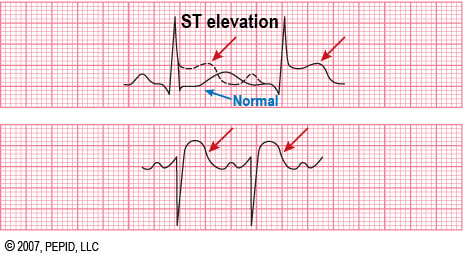 ST elevation
Normal
© 2007, PEPID, LLC